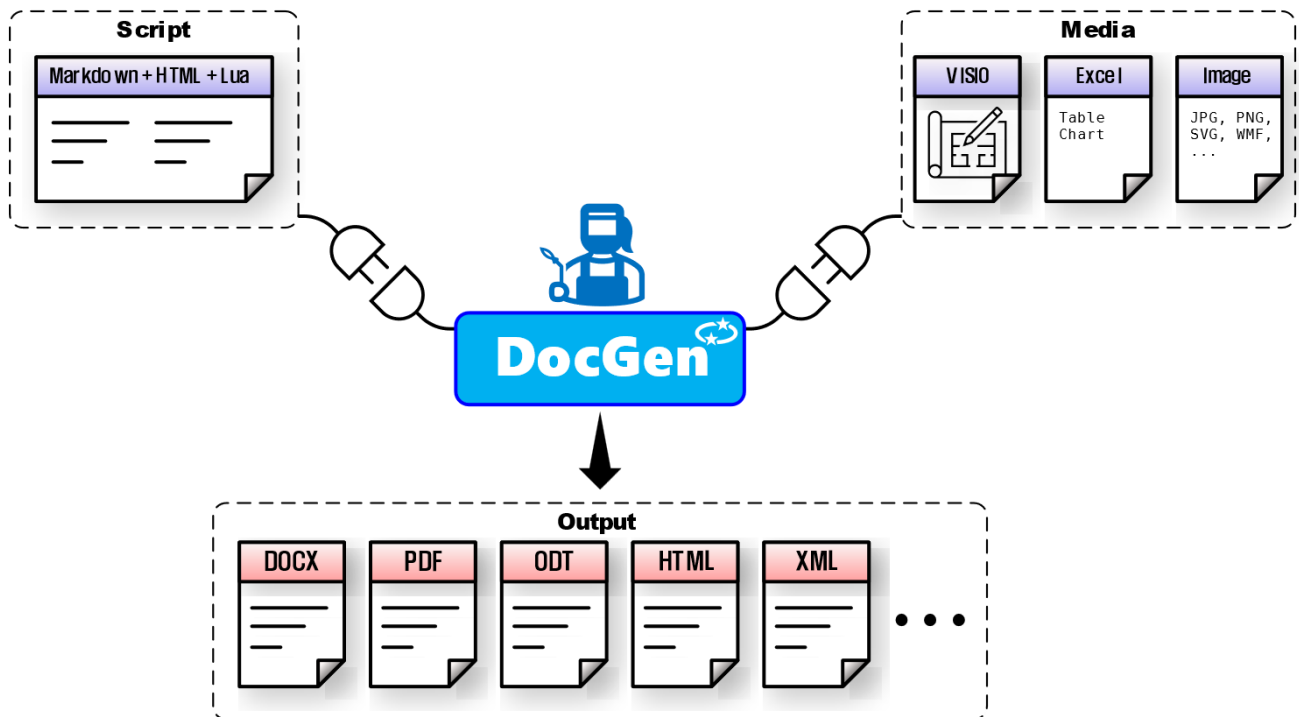 Script
Markdown + HTML + Lua
Media
VISIO
Excel
Table
Chart
Image
JPG, PNG,
SVG, WMF,
...
DocGen
Output
DOCX
PDF
ODT
HTML
XML